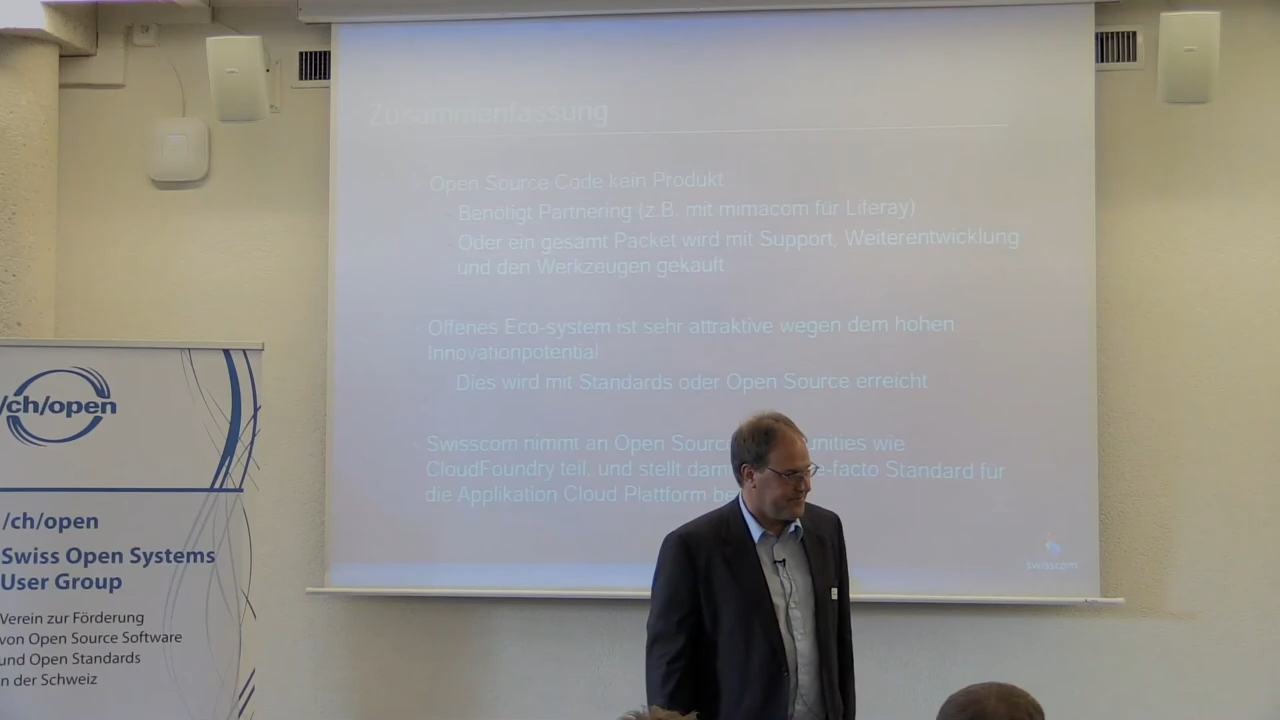 Zusammenfassung
Open Source Code kein Produkt
Benötigt Partnering (z.B. mit mimacom für Liferay)
Oder ein gesamt Packet wird mit Support, Weiterentwicklung
und den Werkzeugen gekauft
Offenes Eco-system ist sehr attraktive wegen dem hohen
Innovationpotential
Dies wird mit Standards oder Open Source erreicht
Swisscom nimmt an Open Source
wie
CloudFoundry teil, und stellt
Standard für
die Applikation Cloud Plattform
swisscom
/ch/open
/ch/open
Swiss Open Systems
User Group
Verein zur Förderung
von Open Source Software
und Open Standards
n der Schweiz